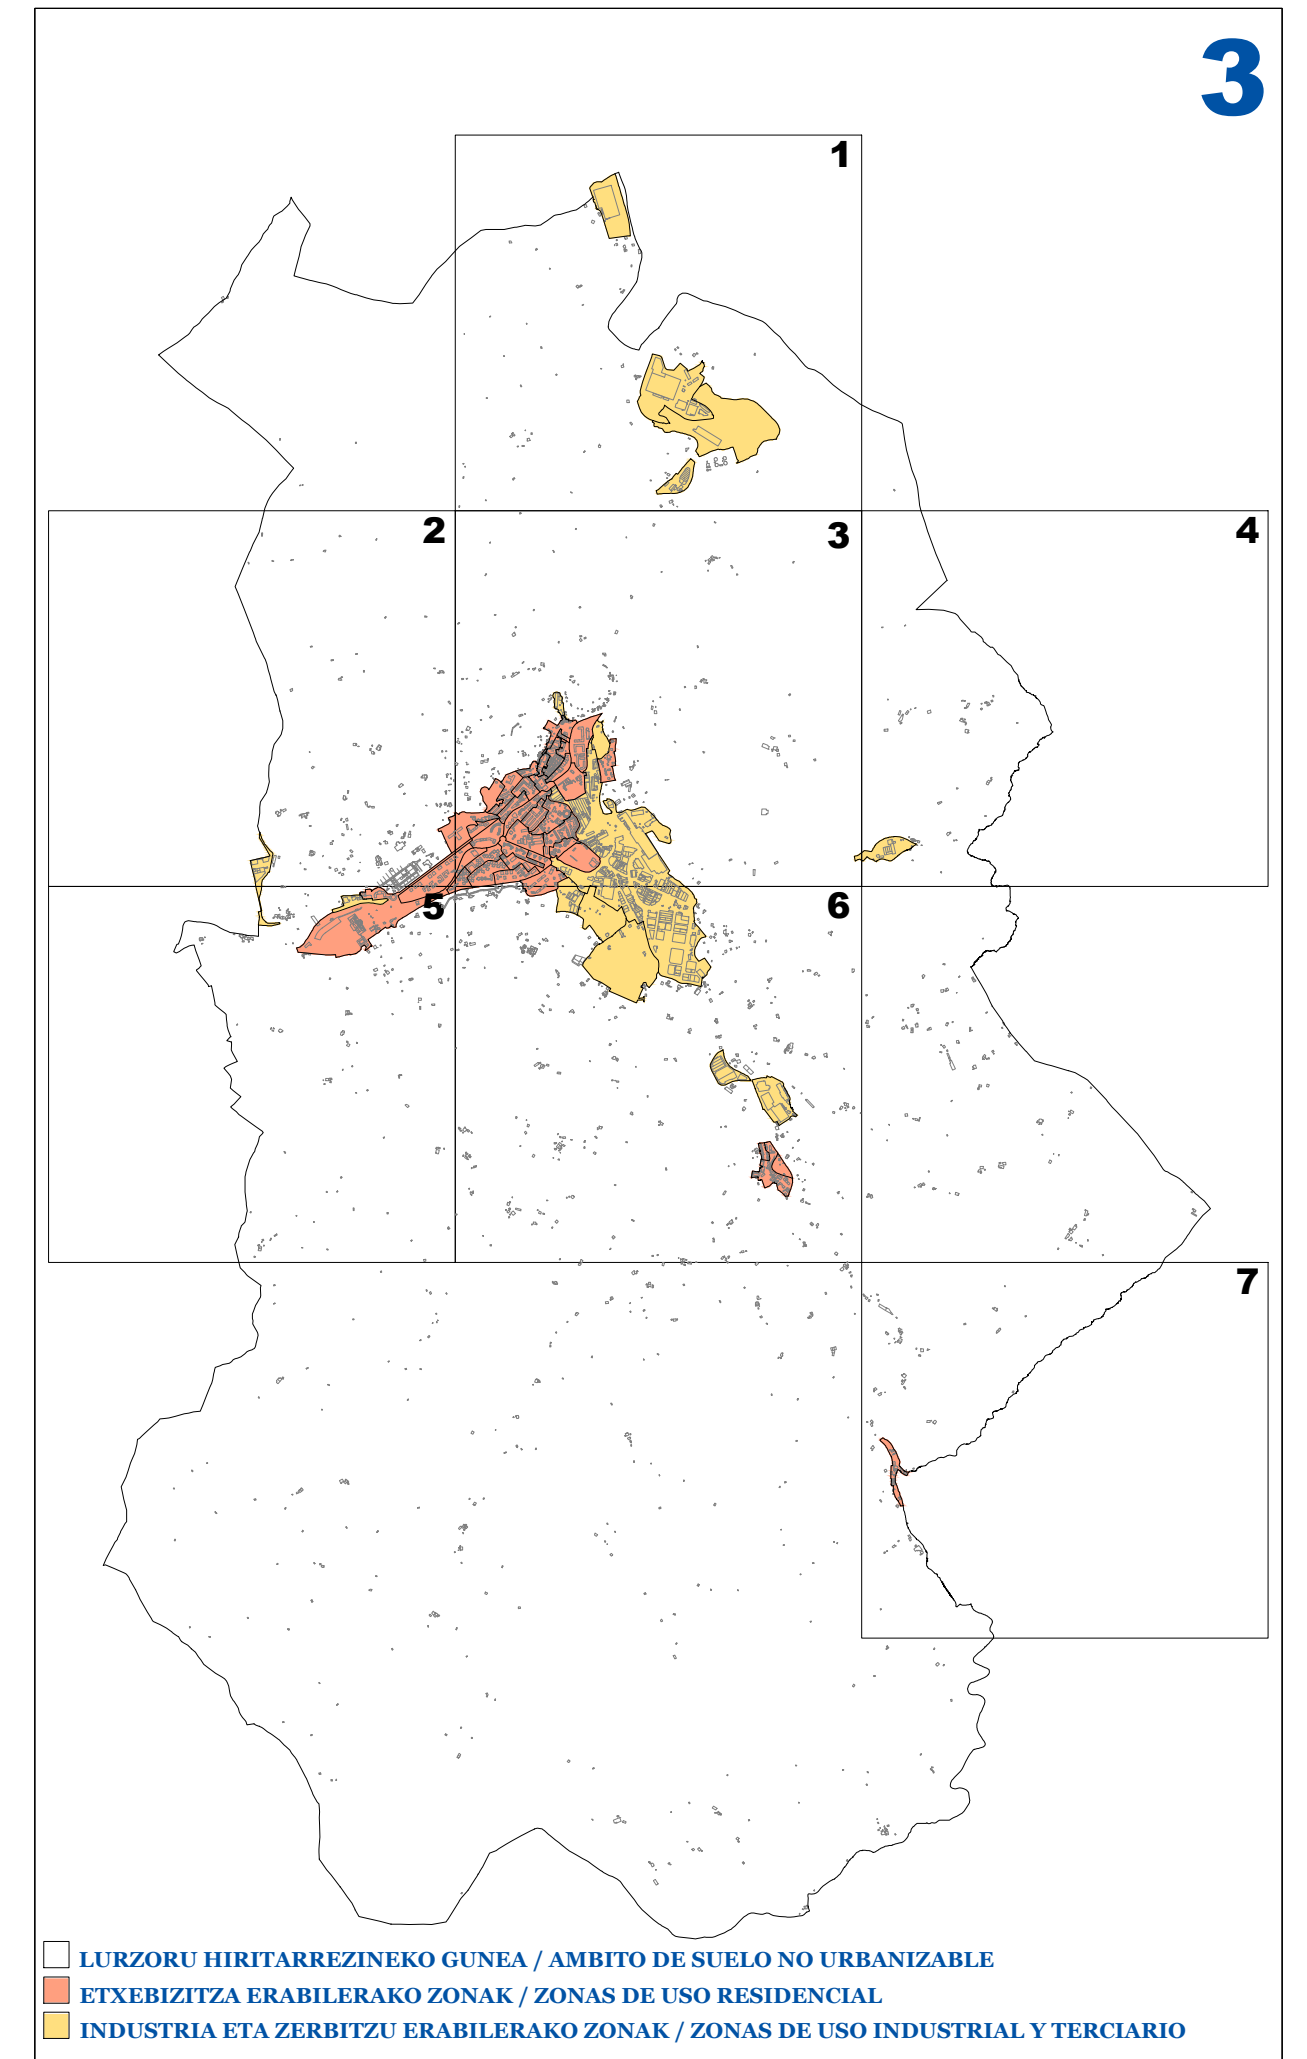 3
1
2
3
4
5
6
7
LURZORU HIRITARREZINEKO GUNEA / AMBITO DE SUELO NO URBANIZABLE
ETXEBIZITZA ERABILERAKO ZONAK / ZONAS DE USO RESIDENCIAL
INDUSTRIA ETA ZERBITZU ERABILERAKO ZONAK / ZONAS DE USO INDUSTRIAL Y TERCIARIO